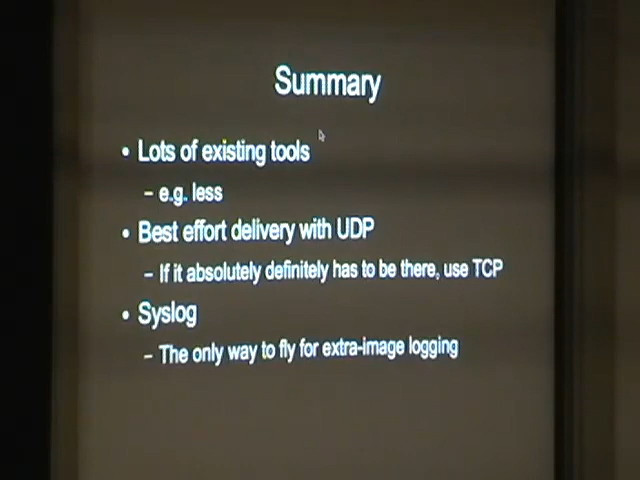 Summary
• Lots of existing tools
– e.g. less
• Best effort delivery with UDP
– If it absolutely definitely has to be there, use TCP
• Syslog
– The only way to fly for extra-image logging